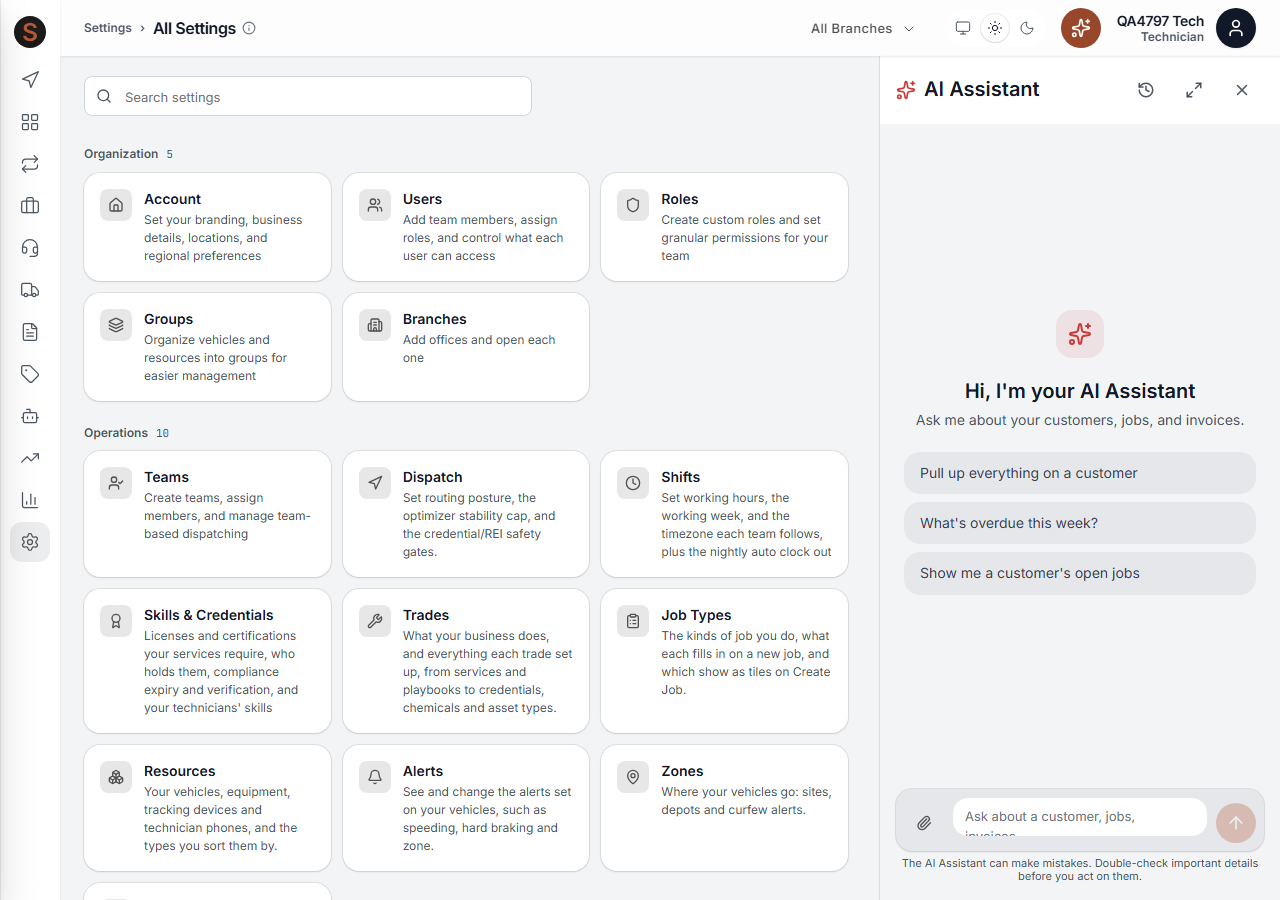 S
Settings › All Settings
All Branches
QA4797 Tech
Technician
Search settings
Organization 5
Account
Set your branding, business
details, locations, and
regional preferences
Users
Add team members, assign
roles, and control what each
user can access
Roles
Create custom roles and set
granular permissions for your
team
Groups
Organize vehicles and
resources into groups for
easier management
Branches
Add offices and open each
one
Operations 10
Teams
Create teams, assign
members, and manage team-
based dispatching
Dispatch
Set routing posture, the
optimizer stability cap, and
the credential/REI safety
gates.
Shifts
Set working hours, the
working week, and the
timezone each team follows,
plus the nightly auto clock out
Skills & Credentials
Licenses and certifications
your services require, who
holds them, compliance
expiry and verification, and
your technicians' skills
Trades
What your business does,
and everything each trade set
up, from services and
playbooks to credentials,
chemicals and asset types.
Job Types
The kinds of job you do, what
each fills in on a new job, and
which show as tiles on Create
Job.
Resources
Your vehicles, equipment,
tracking devices and
technician phones, and the
types you sort them by.
Alerts
See and change the alerts set
on your vehicles, such as
speeding, hard braking and
zone.
Zones
Where your vehicles go: sites,
depots and curfew alerts.
AI Assistant
Hi, I'm your AI Assistant
Ask me about your customers, jobs, and invoices.
Pull up everything on a customer
What's overdue this week?
Show me a customer's open jobs
Ask about a customer, jobs,
invoices
The AI Assistant can make mistakes. Double-check important details
before you act on them.